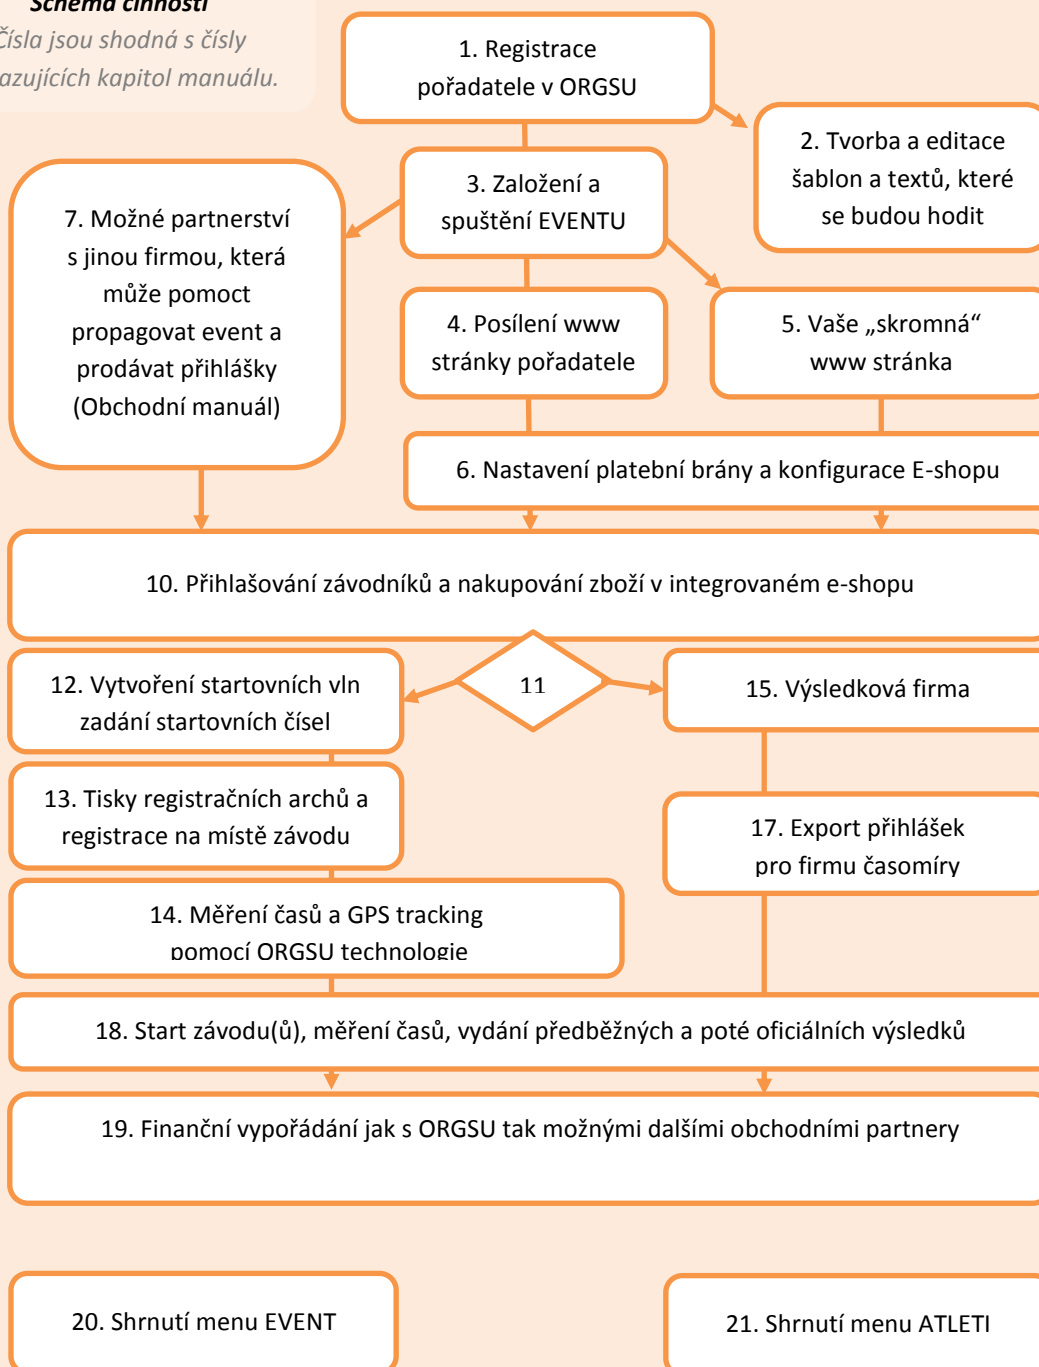 Schéma činností
Čísla jsou shodná s čísly
kapitol manuálu.
1. Registrace
pořadatele v ORGSU
2. Tvorba a editace
šablon a textů, které
se budou hodit
3. Založení a
spuštění EVENTU
7. Možné partnerství
s jinou firmou, která
může pomoct
propagovat event a
prodávat přihlášky
(Obchodní manuál)
4. Posílení www
stránky pořadatele
5. Vaše „skromná“
www stránka
6. Nastavení platební brány a konfigurace E-shopu
10. Přihlašování závodníků a nakupování zboží v integrovaném e-shopu
11
12. Vytvoření startovních vln
zadání startovních čísel
15. Výsledková firma
13. Tisky registračních archů a
registrace na místě závodu
17. Export přihlášek
pro firmu časomíry
14. Měření časů a GPS tracking
pomocí ORGSU technologie
18. Start závodu(ů), měření časů, vydání předběžných a poté oficiálních výsledků
19. Finanční vypořádání jak s ORGSU tak možnými dalšími obchodními partnery
20. Shrnutí menu EVENT
21. Shrnutí menu ATLETI